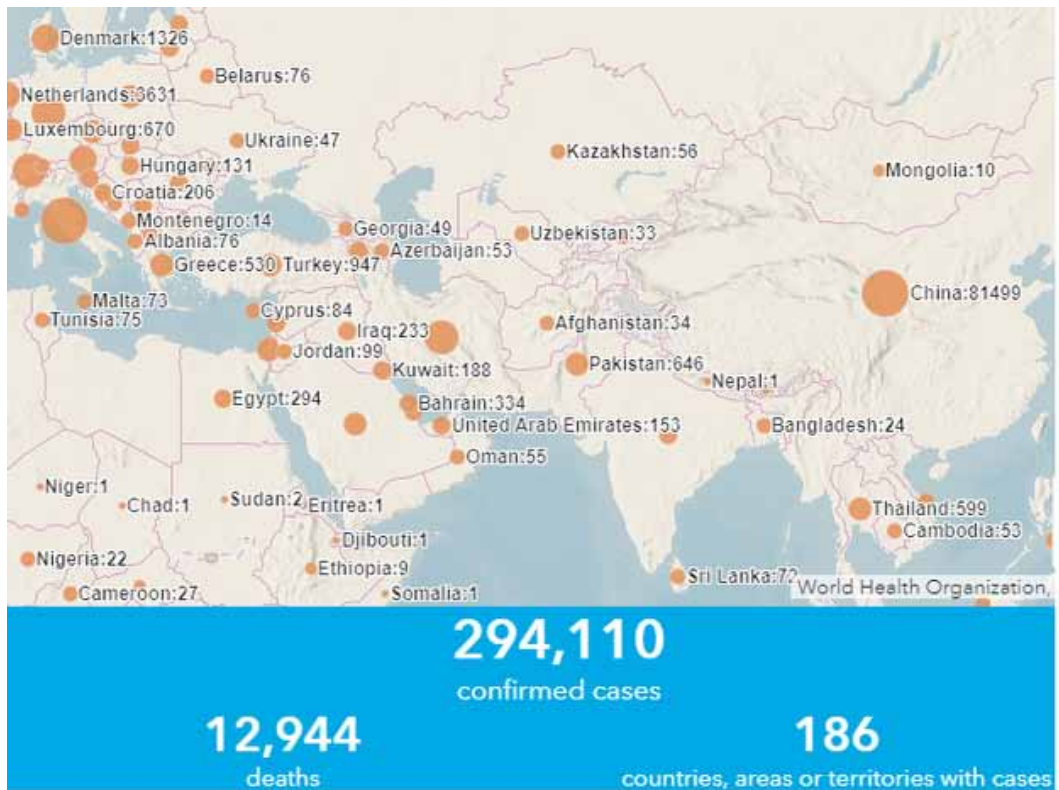 Denmark:1326
Belarus:76
Netherlands:3631
Luxembourg:670
Ukraine:47
Kazakhstan:56
Hungary:131
Mongolia:10
Croatia:206
Montenegro:14
Georgia:49
Uzbekistan:33
Albania:76
Azerbaijan:53
Greece:530
Turkey:947
China:81499
Malta:73
Cyprus:84
Tunisia:75
Iraq:233
Afghanistan:34
Jordan:99
Pakistan:646
Kuwait:188
Nepal:1
Egypt:294
Bahrain:334
United Arab Emirates:153
Bangladesh:24
Oman:55
Niger:1
Chad:1
Sudan:2
Eritrea:1
Thailand:599
Cambodia:53
Djibouti:1
Nigeria:22
Ethiopia:9
Sri Lanka:72
Cameroon:27
Somalia:1
World Health Organization,
294,110
confirmed cases
12,944
deaths
186
countries, areas or territories with cases